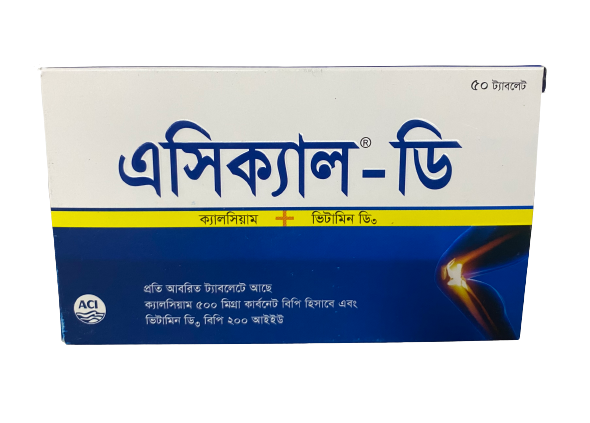 ৫০ ট্যাবলেট
এসিক্যাল® - ডি
ক্যালসিয়াম + ভিটামিন ডি৩
প্রতি আবরিত ট্যাবলেটে আছে
ক্যালসিয়াম ৫০০ মিগ্রা কার্বনেট বিপি হিসাবে এবং
ভিটামিন ডি৩ বিপি ২০০ আইইউ
ACI